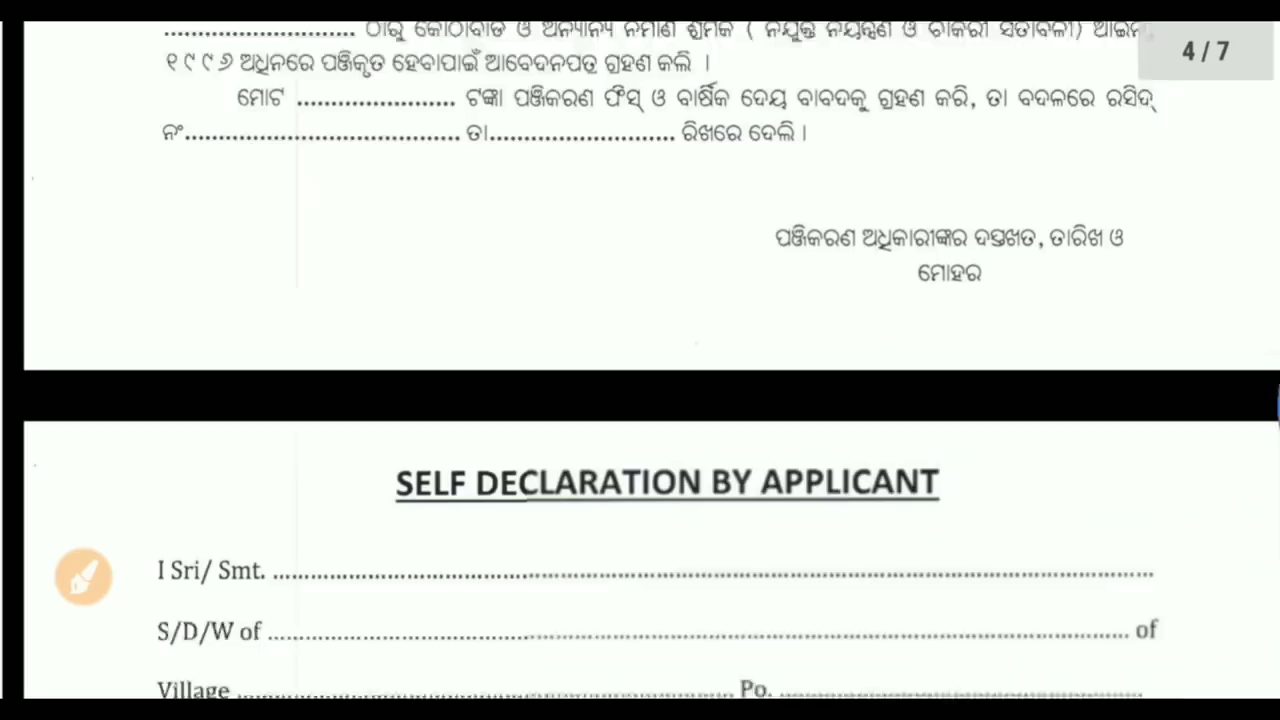 ........................... ଠାରୁ କୋଠାବାଡି ଓ ଅନ୍ୟାନ୍ୟ ନିର୍ମାଣ ଶ୍ରମିକ ( ନିଯୁକ୍ତି ନିୟନ୍ତ୍ରଣ ଓ ଚାକିରୀ ସର୍ତାବଳୀ) ଆଇନ,
4 / 7
୧୯୯୬ ଅଧିନରେ ପଞ୍ଜିକୃତ ହେବାପାଇଁ ଆବେଦନପତ୍ର ଗ୍ରହଣ କଲି ।
ମୋଟ ...................... ଟଙ୍କା ପଞ୍ଜିକରଣ ଫିସ୍ ଓ ବାର୍ଷିକ ଦେୟ ବାବଦକୁ ଗ୍ରହଣ କରି, ତା ବଦଳରେ ରସିଦ୍
ନଂ....................................... ତା.......................... ରିଖରେ ଦେଲି ।
ପଞ୍ଜିକରଣ ଅଧିକାରୀଙ୍କର ଦସ୍ତଖତ, ତାରିଖ ଓ
ମୋହର
SELF DECLARATION BY APPLICANT
I Sri/ Smt. ........................................................................
S/D/W of ........................................................................ of
Village ........................................ Po. ........................................